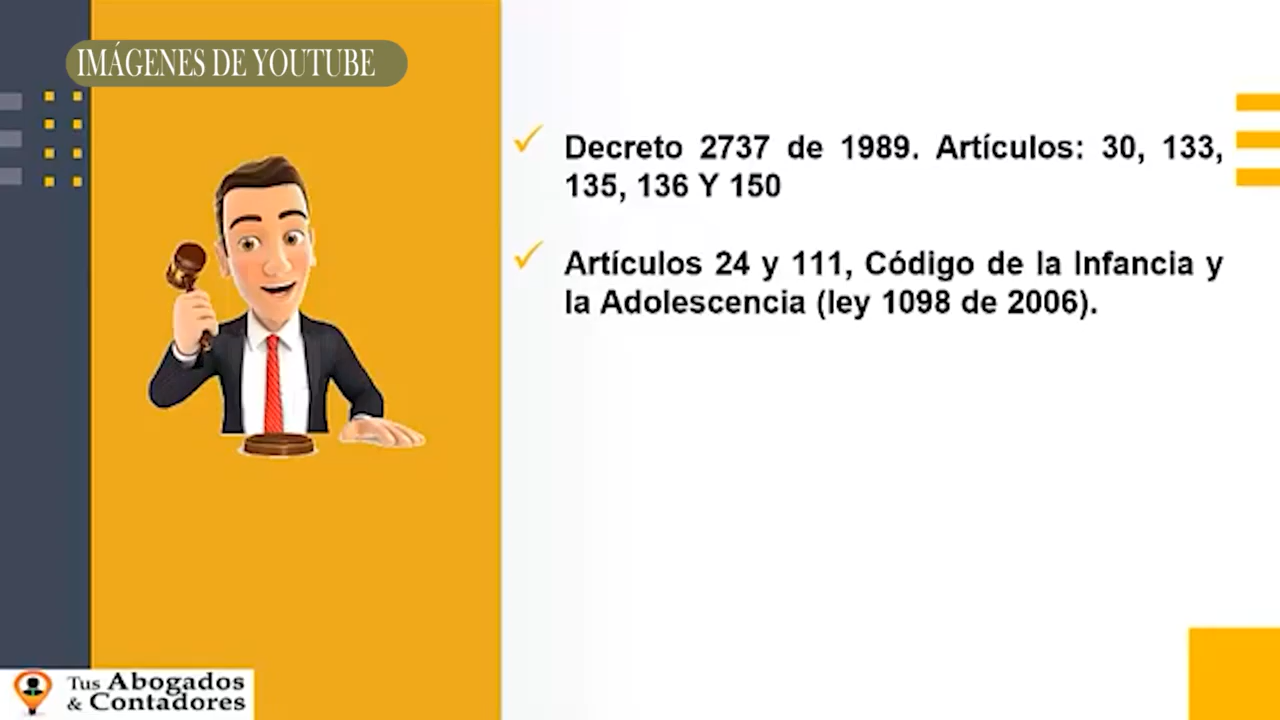 IMÁGENES DE YOUTUBE
Decreto 2737 de 1989. Artículos: 30, 133,
135, 136 Y 150
Artículos 24 y 111, Código de la Infancia y
la Adolescencia (ley 1098 de 2006).
Tus Abogados
& Contadores